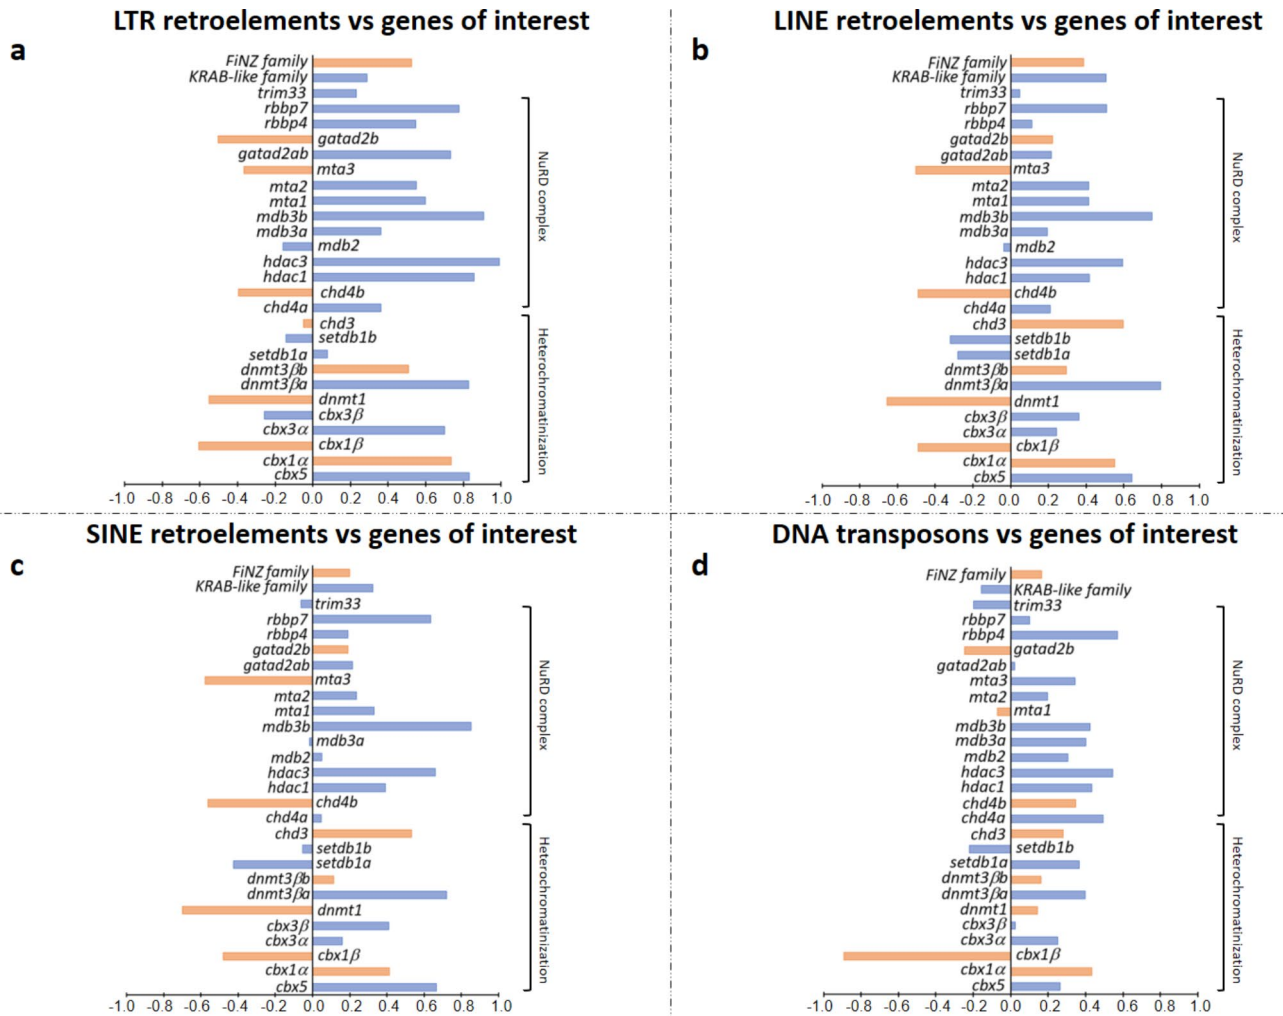 LTR retroelements vs genes of interest
a
FiNZ family
KRAB-like family
trim33
rbbp7
rbbp4
gatad2b
gatad2ab
mta3
mta2
mta1
mdb3b
mdb3a
mdb2
hdac3
hdac1
chd4b
chd4a
chd3
setdb1b
setdb1a
dnmt3βb
dnmt3βa
dnmt1
cbx3β
cbx3α
cbx1β
cbx1α
cbx5
NuRD complex
Heterochromatinization
-1.0 -0.8 -0.6 -0.4 -0.2 0.0 0.2 0.4 0.6 0.8 1.0
LINE retroelements vs genes of interest
b
FiNZ family
KRAB-like family
trim33
rbbp7
rbbp4
gatad2b
gatad2ab
mta3
mta2
mta1
mdb3b
mdb3a
mdb2
hdac3
hdac1
chd4b
chd4a
chd3
setdb1b
setdb1a
dnmt3βb
dnmt3βa
dnmt1
cbx3β
cbx3α
cbx1β
cbx1α
cbx5
NuRD complex
Heterochromatinization
-1.0 -0.8 -0.6 -0.4 -0.2 0.0 0.2 0.4 0.6 0.8 1.0
SINE retroelements vs genes of interest
c
FiNZ family
KRAB-like family
trim33
rbbp7
rbbp4
gatad2b
gatad2ab
mta3
mta2
mta1
mdb3b
mdb3a
mdb2
hdac3
hdac1
chd4b
chd4a
chd3
setdb1b
setdb1a
dnmt3βb
dnmt3βa
dnmt1
cbx3β
cbx3α
cbx1β
cbx1α
cbx5
NuRD complex
Heterochromatinization
-1.0 -0.8 -0.6 -0.4 -0.2 0.0 0.2 0.4 0.6 0.8 1.0
DNA transposons vs genes of interest
d
FiNZ family
KRAB-like family
trim33
rbbp7
rbbp4
gatad2b
gatad2ab
mta3
mta2
mta1
mdb3b
mdb3a
mdb2
hdac3
hdac1
chd4b
chd4a
chd3
setdb1b
setdb1a
dnmt3βb
dnmt3βa
dnmt1
cbx3β
cbx3α
cbx1β
cbx1α
cbx5
NuRD complex
Heterochromatinization
-1.0 -0.8 -0.6 -0.4 -0.2 0.0 0.2 0.4 0.6 0.8 1.0